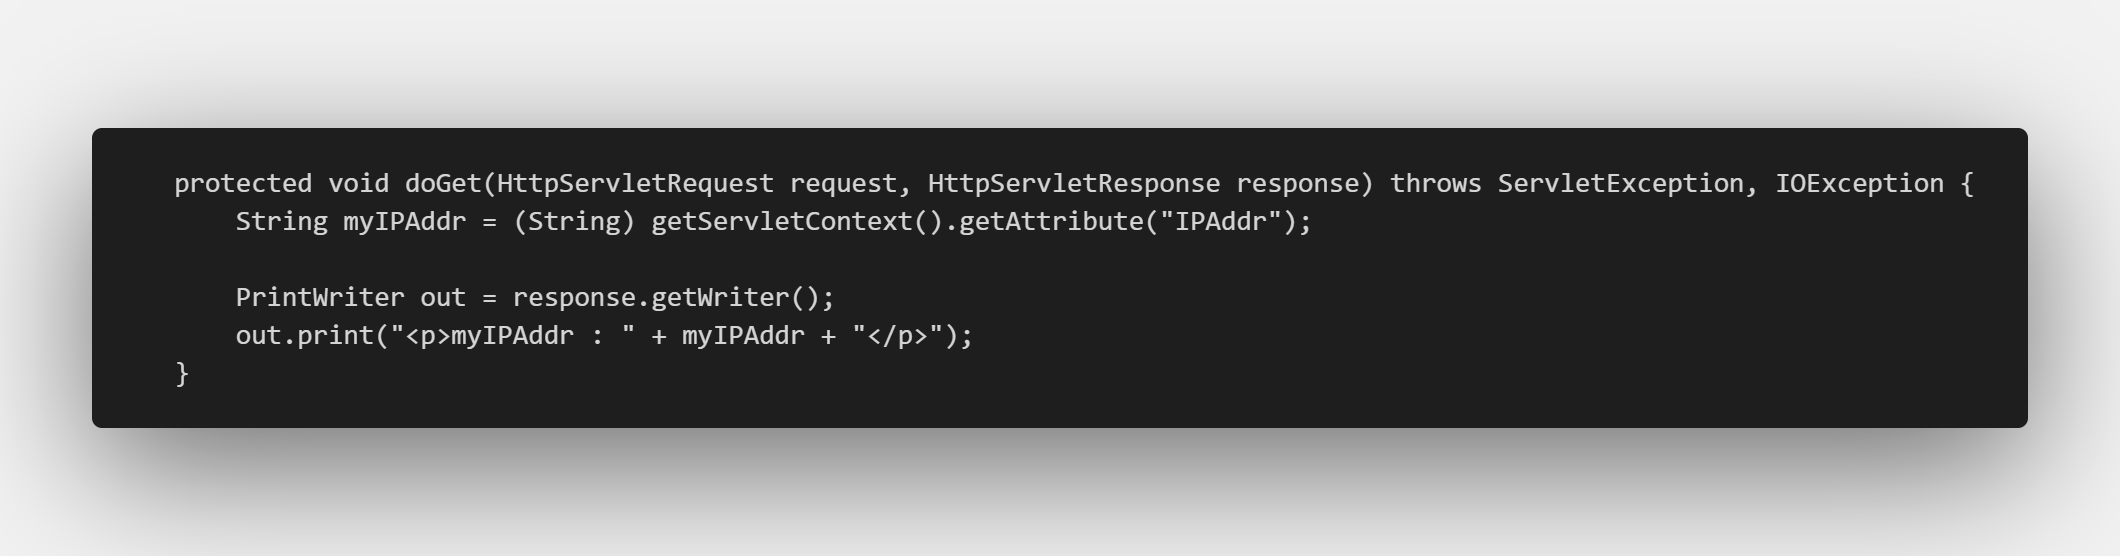 protected void doGet(HttpServletRequest request, HttpServletResponse response) throws ServletException, IOException {
String myIPAddr = (String) getServletContext().getAttribute("IPAddr");
PrintWriter out = response.getWriter();
out.print("<p>myIPAddr : " + myIPAddr + "</p>");
}